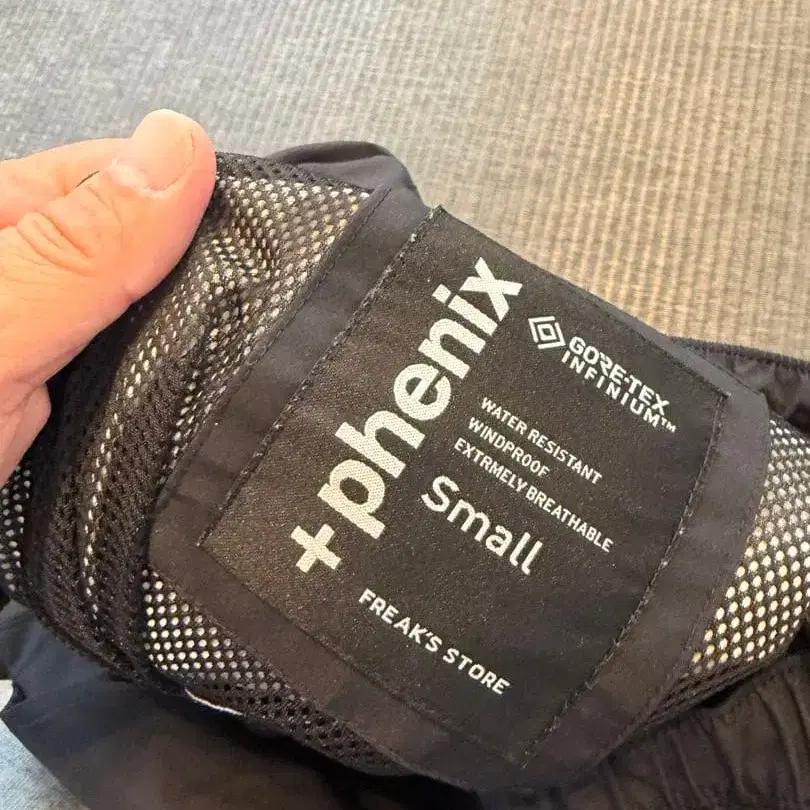 +phenix
GORE-TEX
INFINIUM™
WATER RESISTANT
WINDPROOF
EXTRMELY BREATHABLE
Small
FREAK'S STORE